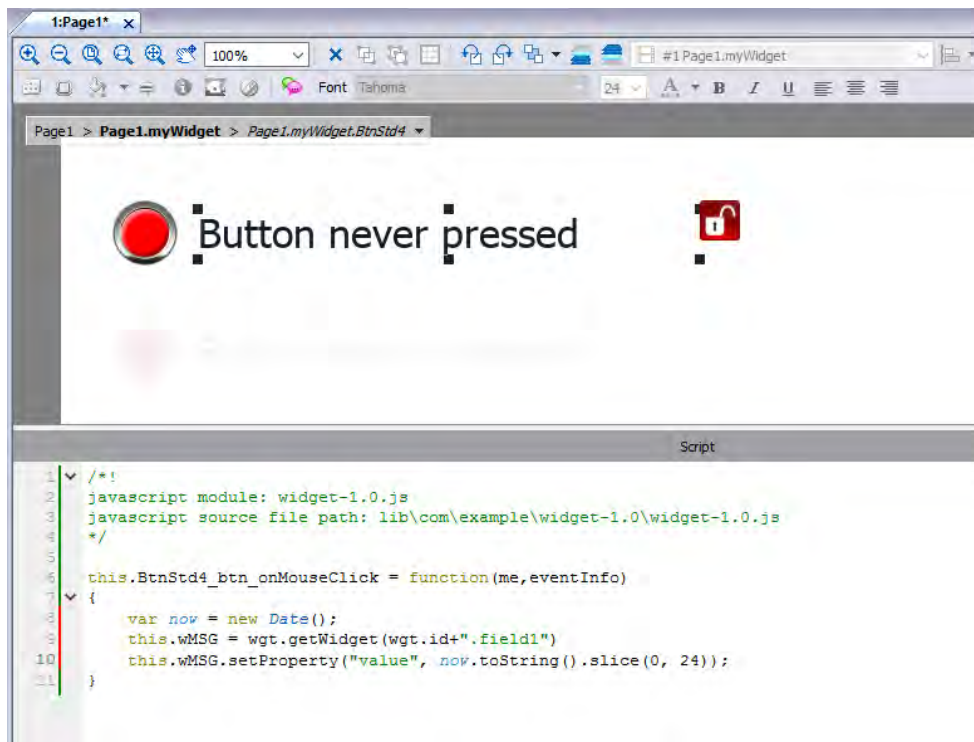 1:Page1* x
100%
#1 Page1.myWidget
Font Tahoma 24 A B I U
Page1 > Page1.myWidget > Page1.myWidget.BtnStd4
Button never pressed
Script
1 /*!
2 javascript module: widget-1.0.js
3 javascript source file path: lib\com\example\widget-1.0\widget-1.0.js
4 */
5
6 this.BtnStd4_btn_onMouseClick = function(me,eventInfo)
7 {
8 var now = new Date();
9 this.wMSG = wgt.getWidget(wgt.id+".field1")
10 this.wMSG.setProperty("value", now.toString().slice(0, 24));
11 }